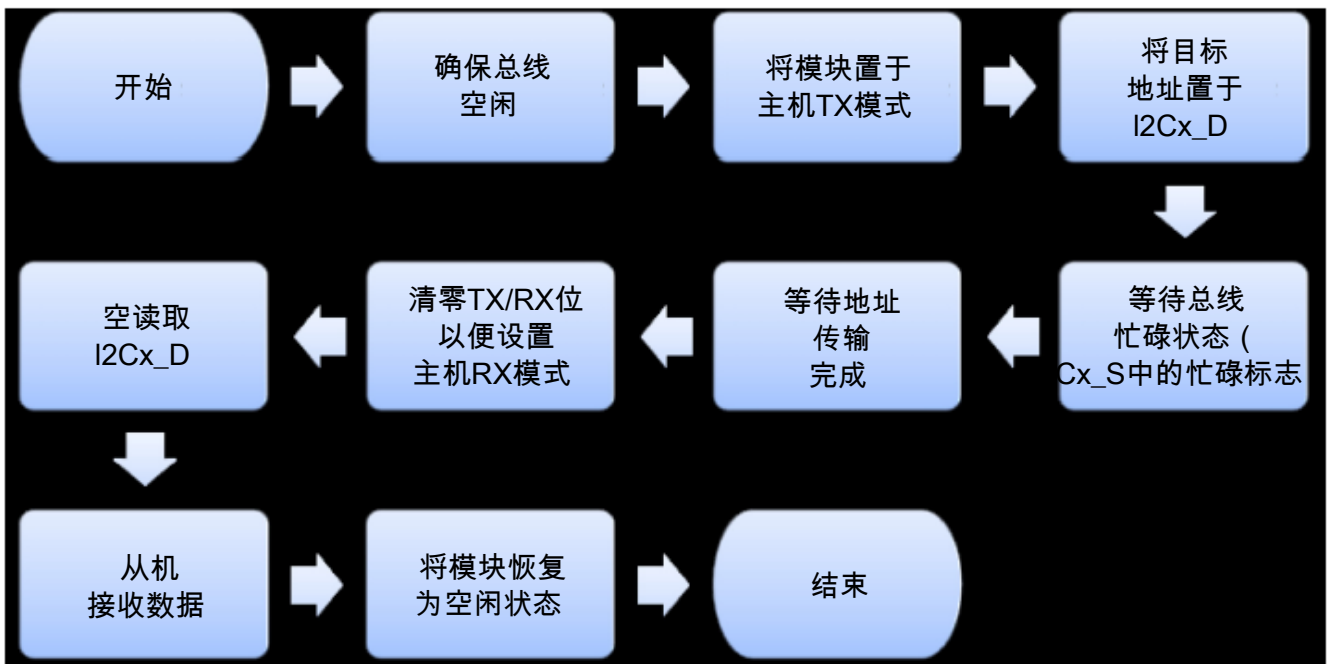 开始
确保总线
空闲
将模块置于
主机TX模式
将目标
地址置于
I2Cx_D
等待总线
忙碌状态（
Cx_S中的忙碌标志
等待地址
传输
完成
清零TX/RX位
以便设置
主机RX模式
空读取
I2Cx_D
从机
接收数据
将模块恢复
为空闲状态
结束